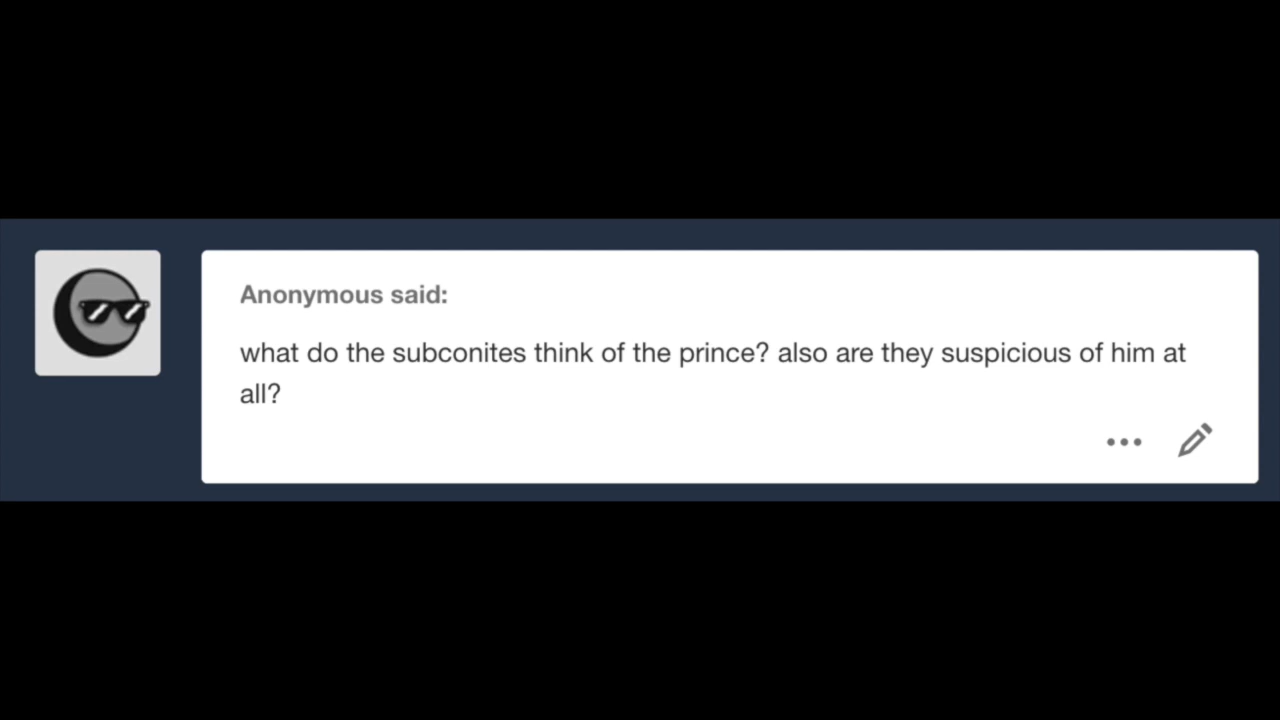 Anonymous said:
what do the subconites think of the prince? also are they suspicious of him at
all?